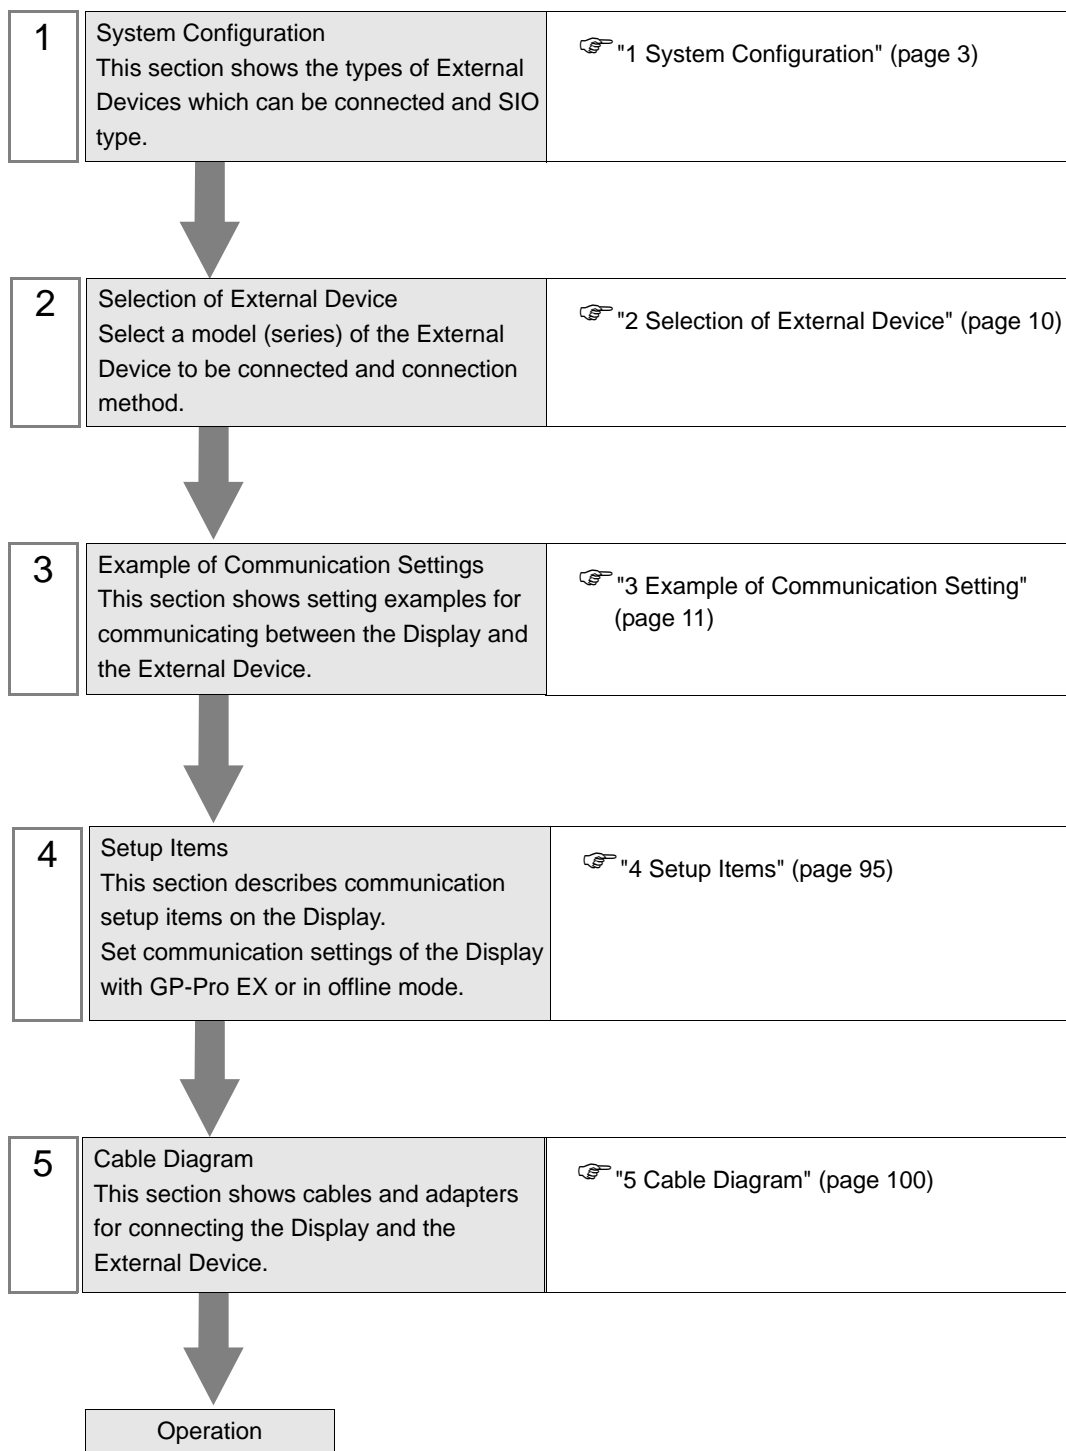 1
System Configuration
This section shows the types of External
Devices which can be connected and SIO
type.
"1 System Configuration" (page 3)
2
Selection of External Device
Select a model (series) of the External
Device to be connected and connection
method.
"2 Selection of External Device" (page 10)
3
Example of Communication Settings
This section shows setting examples for
communicating between the Display and
the External Device.
"3 Example of Communication Setting"
(page 11)
4
Setup Items
This section describes communication
setup items on the Display.
Set communication settings of the Display
with GP-Pro EX or in offline mode.
"4 Setup Items" (page 95)
5
Cable Diagram
This section shows cables and adapters
for connecting the Display and the
External Device.
"5 Cable Diagram" (page 100)
Operation